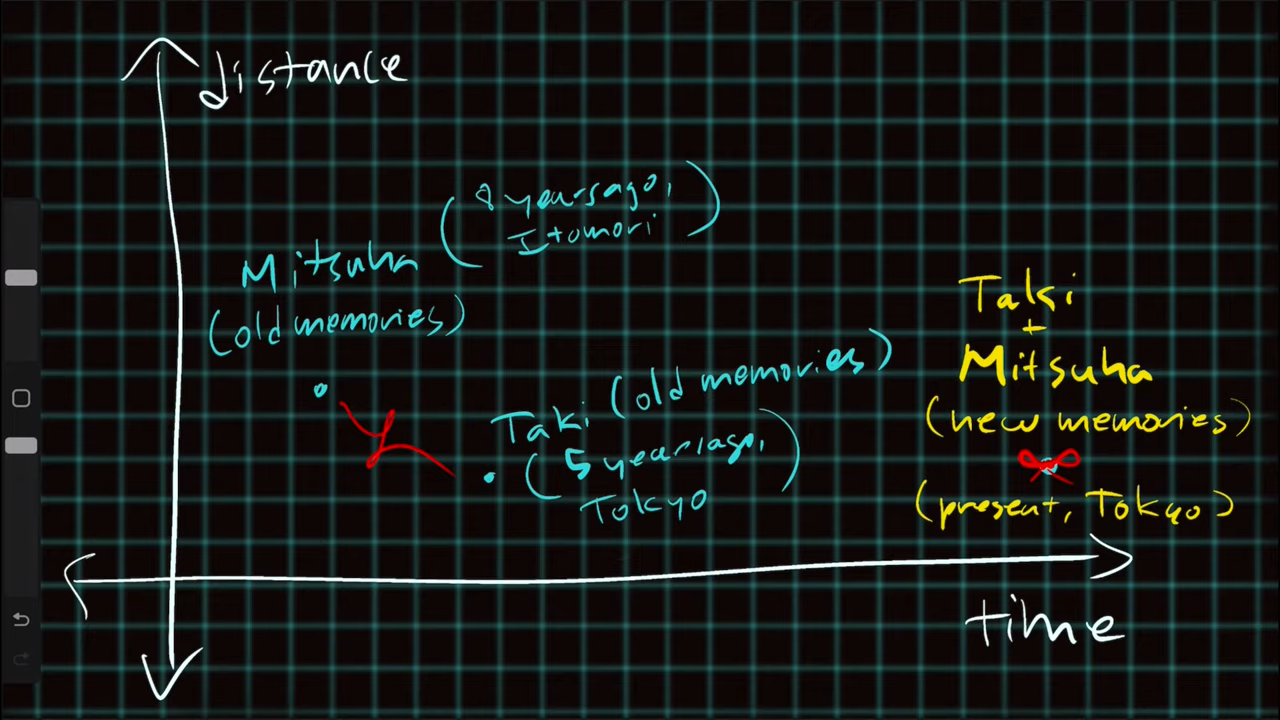 distance
(8 years ago,
Itomori)
Mitsuha
(old memories)
Taki (old memories)
(5 years ago,
Tokyo)
Taki
+
Mitsuha
(new memories)
(present, Tokyo)
time